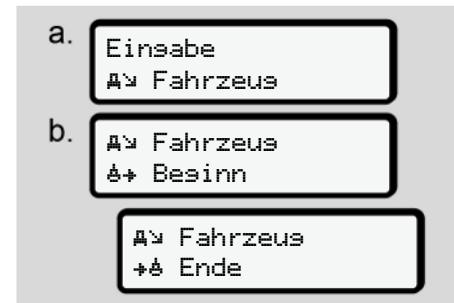 a.
Eingabe
Fahrzeug
b.
Fahrzeug
Beginn
Fahrzeug
Ende